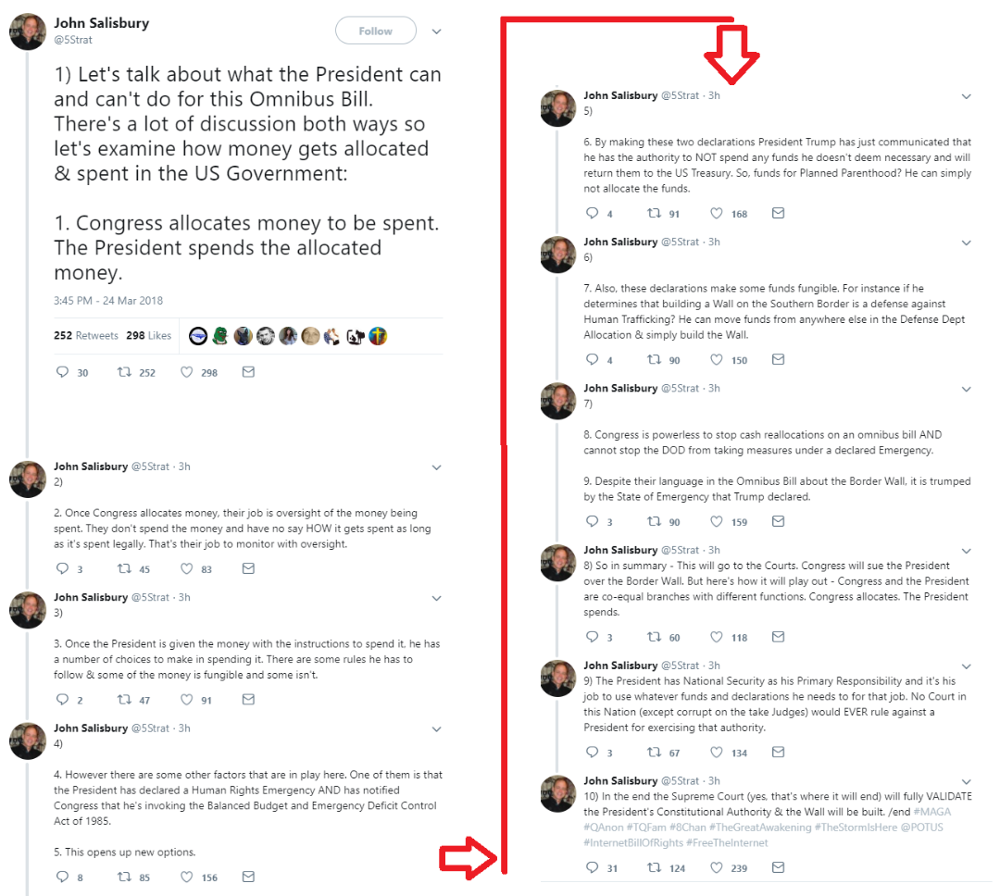 John Salisbury
@5Strat
Follow
1) Let's talk about what the President can
and can't do for this Omnibus Bill.
There's a lot of discussion both ways so
let's examine how money gets allocated
& spent in the US Government:
1. Congress allocates money to be spent.
The President spends the allocated
money.
3:45 PM - 24 Mar 2018
252 Retweets 298 Likes
30 252 298
John Salisbury @5Strat · 3h
2)
2. Once Congress allocates money, their job is oversight of the money being
spent. They don't spend the money and have no say HOW it gets spent as long
as it's spent legally. That's their job to monitor with oversight.
3 45 83
John Salisbury @5Strat · 3h
3)
3. Once the President is given the money with the instructions to spend it, he has
a number of choices to make in spending it. There are some rules he has to
follow & some of the money is fungible and some isn't.
2 47 91
John Salisbury @5Strat · 3h
4)
4. However there are some other factors that are in play here. One of them is that
the President has declared a Human Rights Emergency AND has notified
Congress that he's invoking the Balanced Budget and Emergency Deficit Control
Act of 1985.
5. This opens up new options.
8 85 156
John Salisbury @5Strat · 3h
5)
6. By making these two declarations President Trump has just communicated that
he has the authority to NOT spend any funds he doesn't deem necessary and will
return them to the US Treasury. So, funds for Planned Parenthood? He can simply
not allocate the funds.
4 91 168
John Salisbury @5Strat · 3h
6)
7. Also, these declarations make some funds fungible. For instance if he
determines that building a Wall on the Southern Border is a defense against
Human Trafficking? He can move funds from anywhere else in the Defense Dept
Allocation & simply build the Wall.
4 90 150
John Salisbury @5Strat · 3h
7)
8. Congress is powerless to stop cash reallocations on an omnibus bill AND
cannot stop the DOD from taking measures under a declared Emergency.
9. Despite their language in the Omnibus Bill about the Border Wall, it is trumped
by the State of Emergency that Trump declared.
3 90 159
John Salisbury @5Strat · 3h
8) So in summary - This will go to the Courts. Congress will sue the President
over the Border Wall. But here's how it will play out - Congress and the President
are co-equal branches with different functions. Congress allocates. The President
spends.
3 60 118
John Salisbury @5Strat · 3h
9) The President has National Security as his Primary Responsibility and it's his
job to use whatever funds and declarations he needs to for that job. No Court in
this Nation (except corrupt on the take Judges) would EVER rule against a
President for exercising that authority.
3 67 134
John Salisbury @5Strat · 3h
10) In the end the Supreme Court (yes, that's where it will end) will fully VALIDATE
the President's Constitutional Authority & the Wall will be built. /end #MAGA
#QAnon #TQFam #8Chan #TheGreatAwakening #TheStormIsHere @POTUS
#InternetBillOfRights #FreeTheInternet
31 124 239